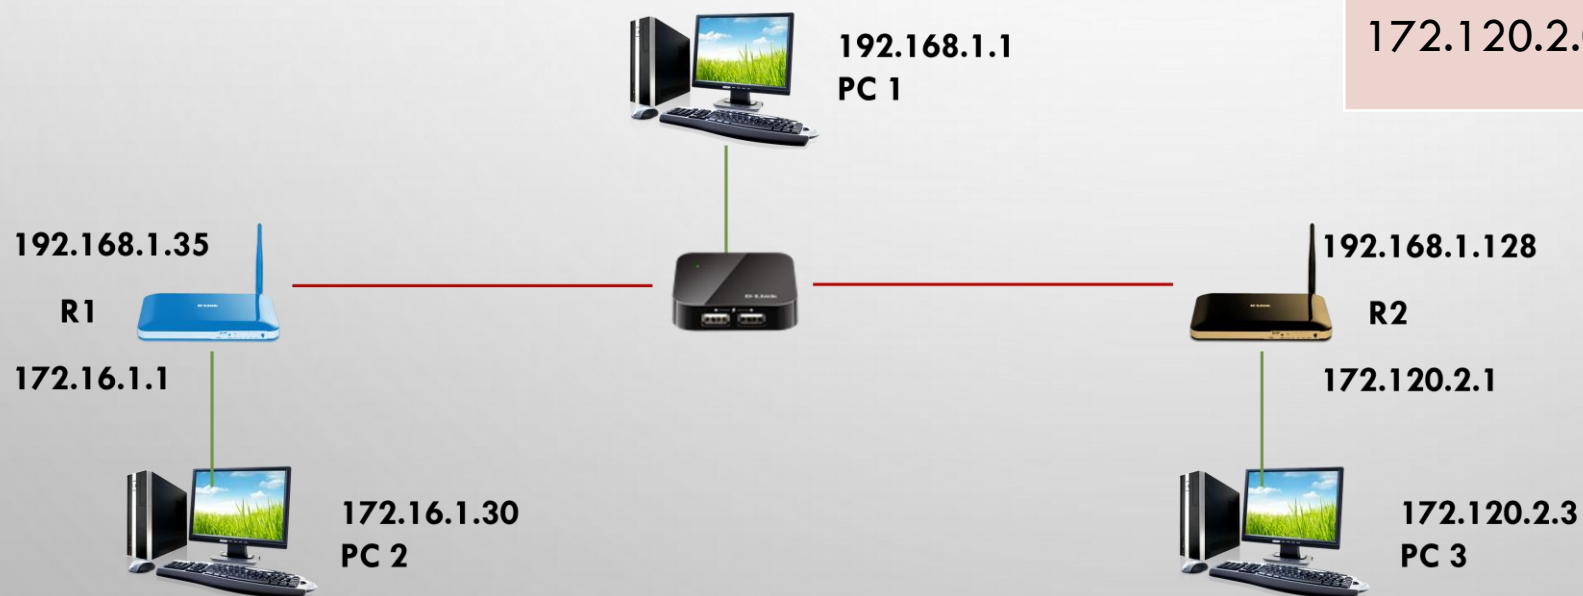 192.168.1.1
PC 1
172.120.2.
192.168.1.35
R1
172.16.1.1
D-Link
192.168.1.128
R2
172.120.2.1
172.16.1.30
PC 2
172.120.2.3
PC 3